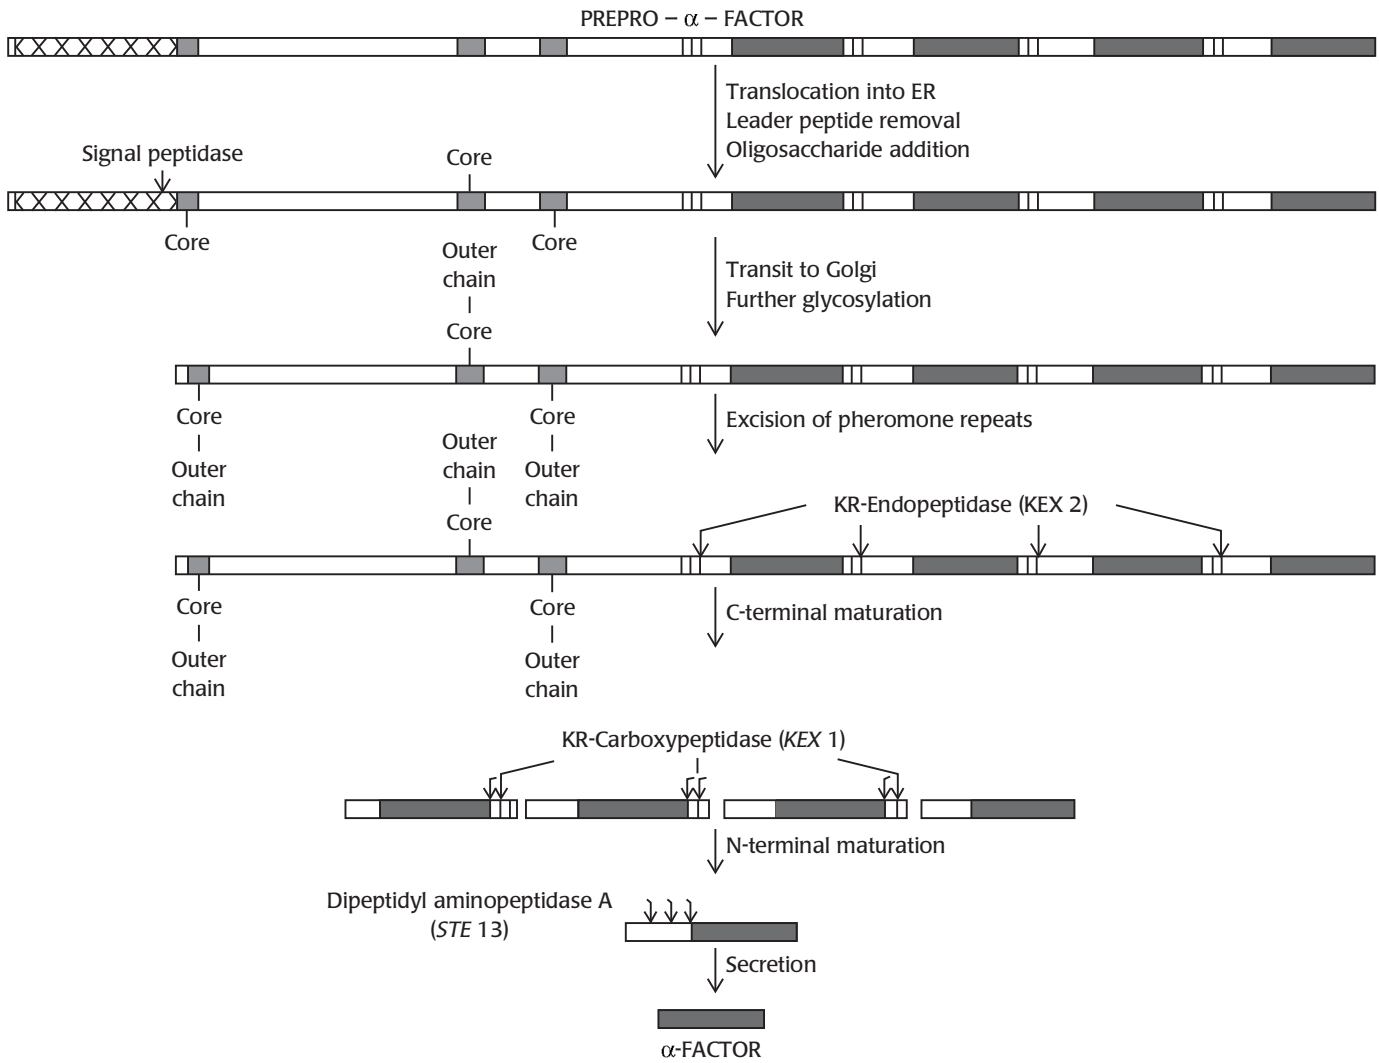 PREPRO – α – FACTOR
Translocation into ER
Leader peptide removal
Oligosaccharide addition
Signal peptidase
Core
Core
Core
Outer
chain
Core
Transit to Golgi
Further glycosylation
Core
Outer
chain
Core
Outer
chain
Excision of pheromone repeats
Outer
chain
Core
KR-Endopeptidase (KEX 2)
Core
Outer
chain
Core
Outer
chain
C-terminal maturation
KR-Carboxypeptidase (KEX 1)
N-terminal maturation
Dipeptidyl aminopeptidase A
(STE 13)
Secretion
α-FACTOR